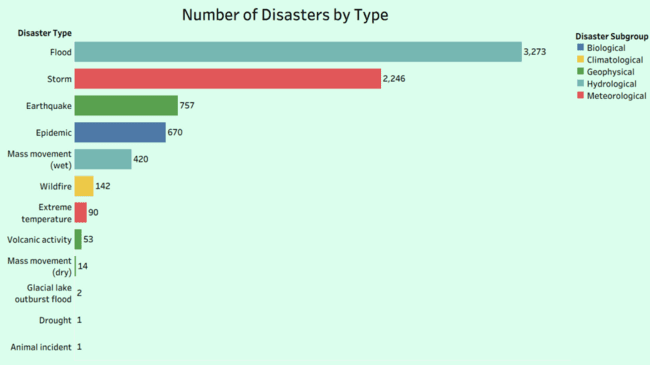 Number of Disasters by Type
Disaster Type
Flood
3,273
Storm
2,246
Earthquake
757
Epidemic
670
Mass movement
(wet)
420
Wildfire
142
Extreme
temperature
90
Volcanic activity
53
Mass movement
(dry)
14
Glacial lake
outburst flood
2
Drought
1
Animal incident
1
Disaster Subgroup
Biological
Climatological
Geophysical
Hydrological
Meteorological